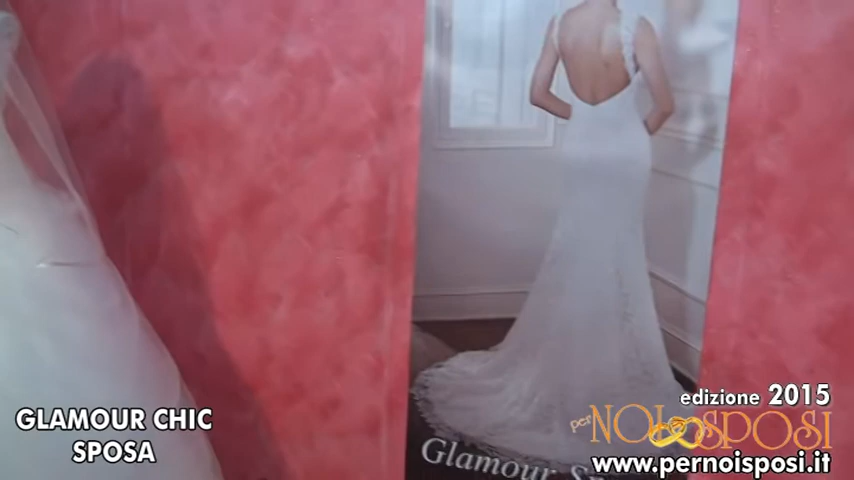 GLAMOUR CHIC
SPOSA
Glamour
edizione 2015
per NOI SPOSI
www.pernoisposi.it